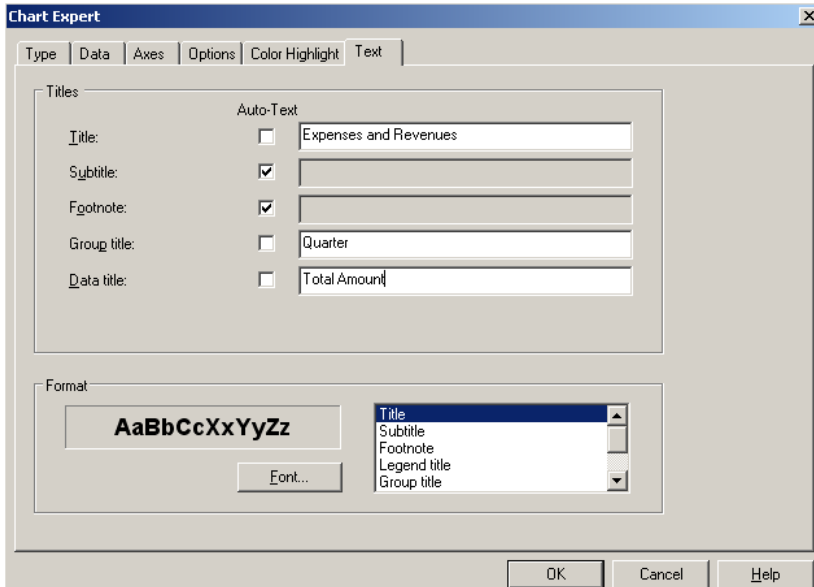 Chart Expert
Type Data Axes Options Color Highlight Text
Titles
Auto-Text
Title: Expenses and Revenues
Subtitle:
Footnote:
Group title: Quarter
Data title: Total Amount
Format
AaBbCcXxYyZz
Font...
Title
Subtitle
Footnote
Legend title
Group title
OK Cancel Help